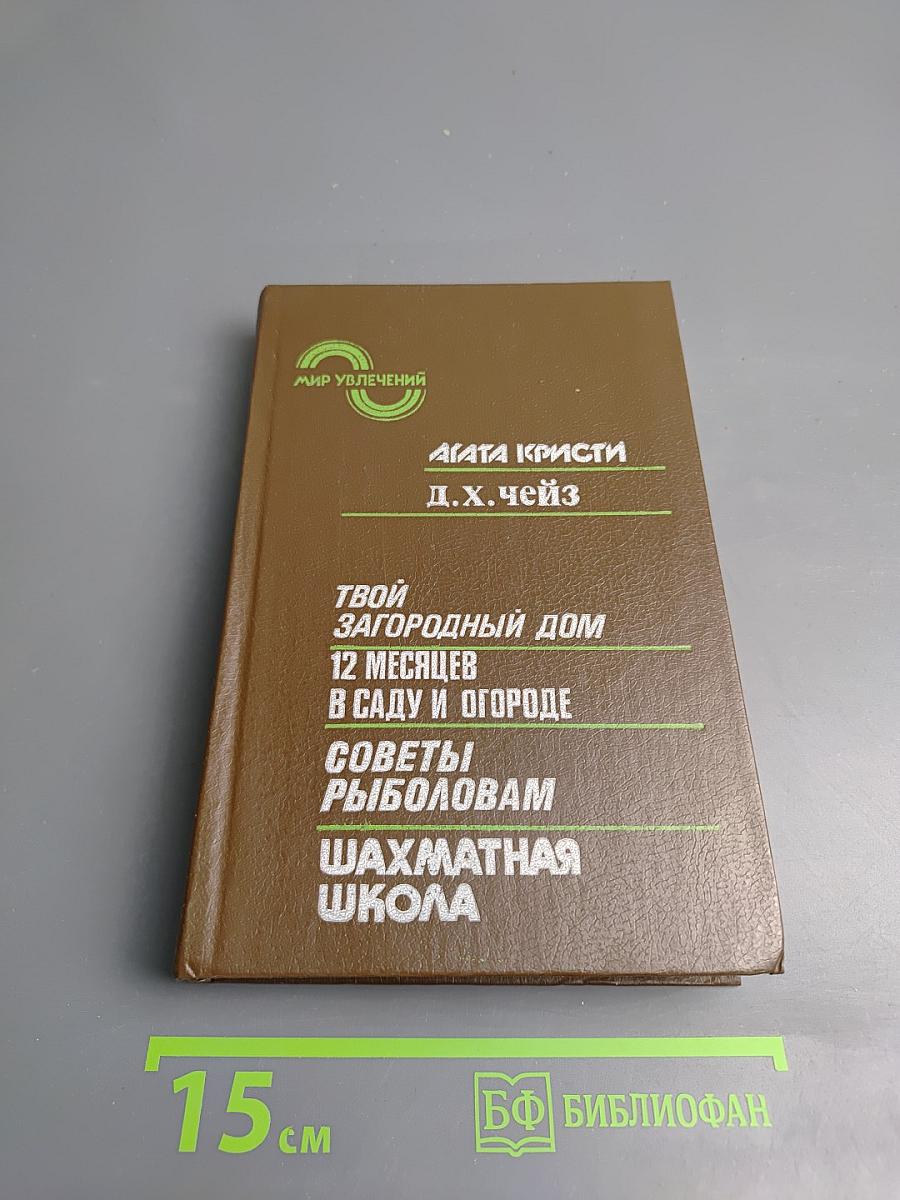 МИР УВЛЕЧЕНИЙ
АГАТА КРИСТИ
Д.Х.Чейз
ТВОЙ
ЗАГОРОДНЫЙ ДОМ
12 МЕСЯЦЕВ
В САДУ И ОГОРОДЕ
СОВЕТЫ
РЫБОЛОВАМ
ШАХМАТНАЯ
ШКОЛА
15 см
БФ БИБЛИОФАН